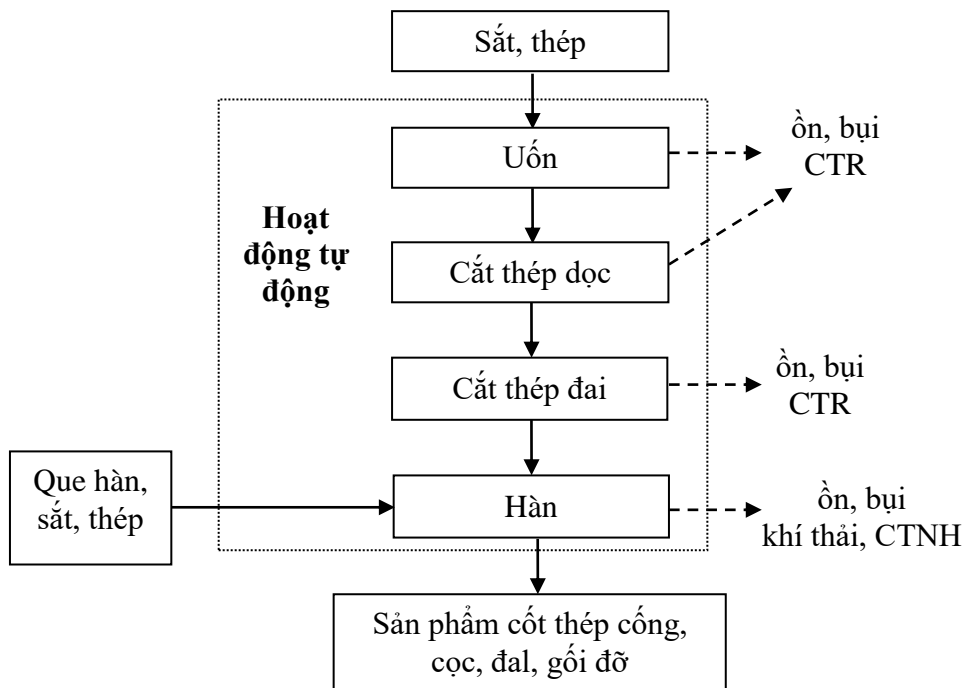 Sắt, thép
Uốn
ồn, bụi
CTR
Hoạt
động tự
động
Cắt thép dọc
Cắt thép đai
ồn, bụi
CTR
Que hàn,
sắt, thép
Hàn
ồn, bụi
khí thải, CTNH
Sản phẩm cốt thép cống,
cọc, đal, gối đỡ